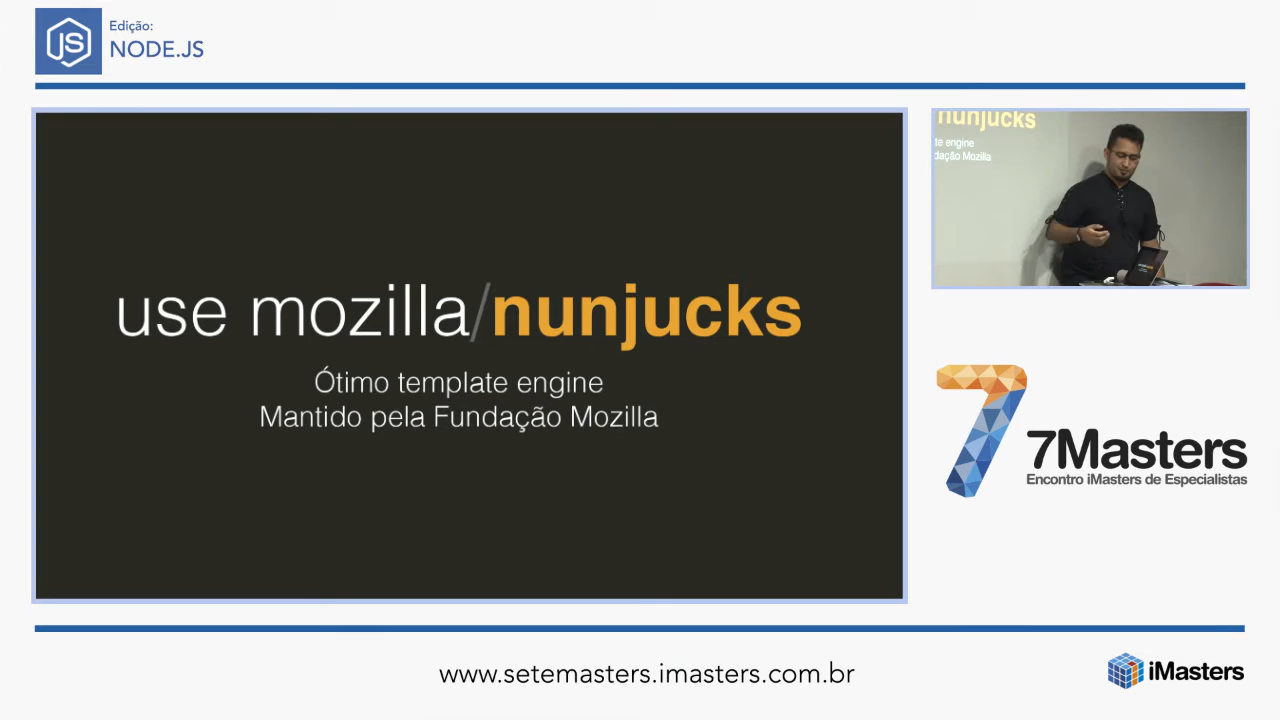 JS
Edição:
NODE.JS
use mozilla/nunjucks
Ótimo template engine
Mantido pela Fundação Mozilla
nunjucks
te engine
dação Mozilla
7Masters
Encontro iMasters de Especialistas
www.setemasters.imasters.com.br
iMasters